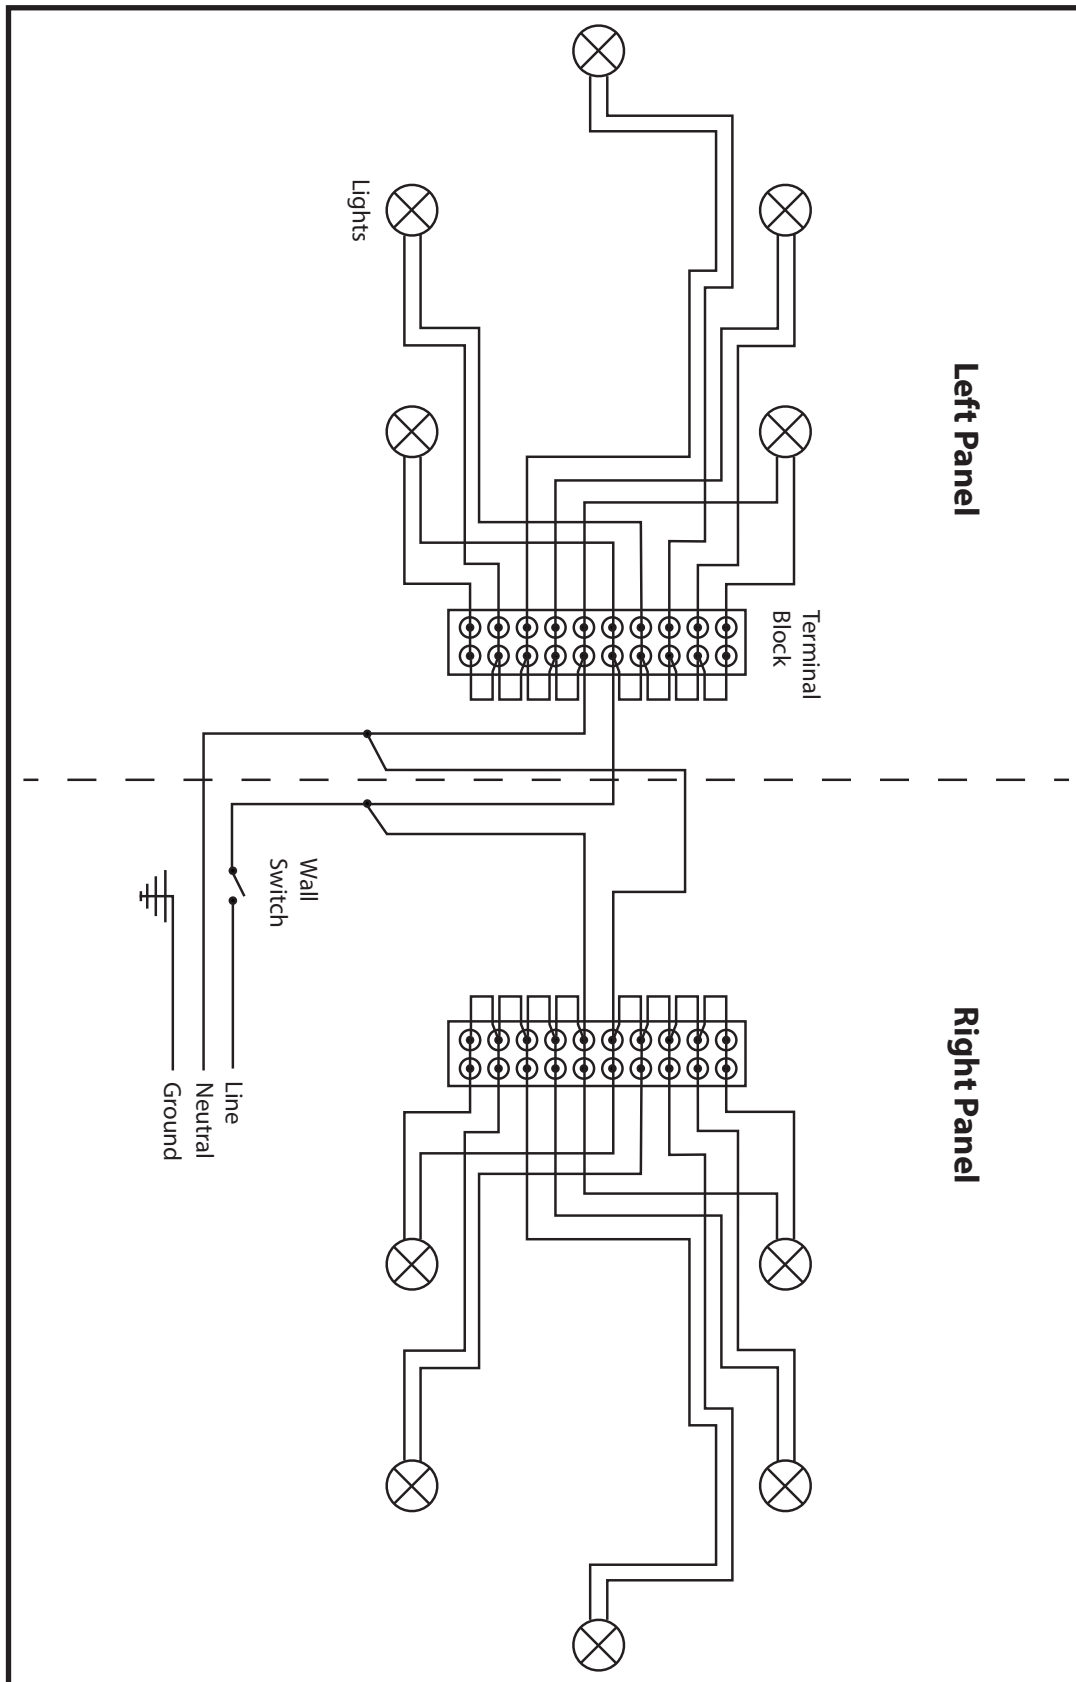 Left Panel
Right Panel
Terminal
Block
Lights
Wall
Switch
Line
Neutral
Ground